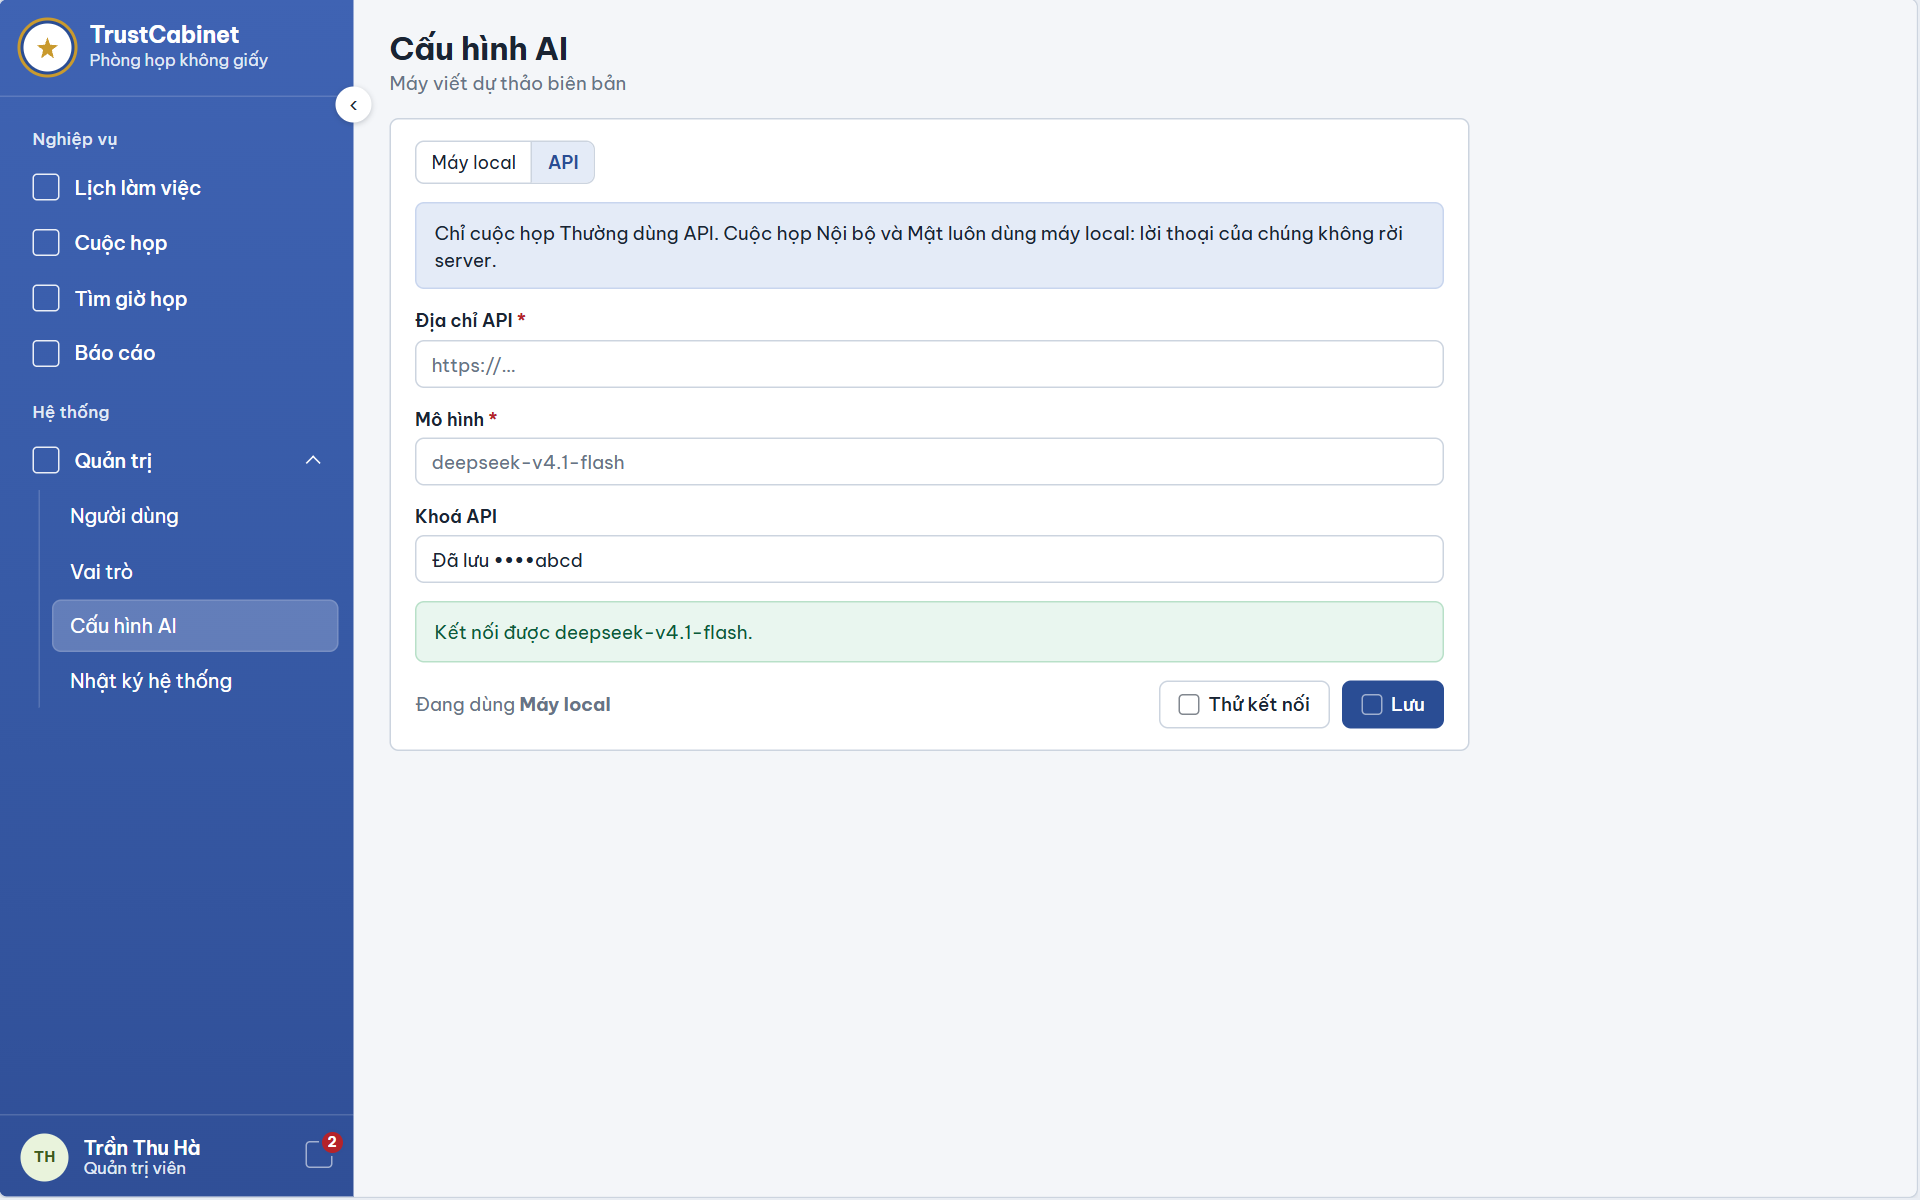 TrustCabinet
Phòng họp không giấy
Nghiệp vụ
Lịch làm việc
Cuộc họp
Tìm giờ họp
Báo cáo
Hệ thống
Quản trị
Người dùng
Vai trò
Cấu hình AI
Nhật ký hệ thống
TH
Trần Thu Hà
Quản trị viên
2
Cấu hình AI
Máy viết dự thảo biên bản
Máy local
API
Chỉ cuộc họp Thường dùng API. Cuộc họp Nội bộ và Mật luôn dùng máy local: lời thoại của chúng không rời
server.
Địa chỉ API *
https://...
Mô hình *
deepseek-v4.1-flash
Khoá API
Đã lưu ••••abcd
Kết nối được deepseek-v4.1-flash.
Đang dùng Máy local
Thử kết nối
Lưu